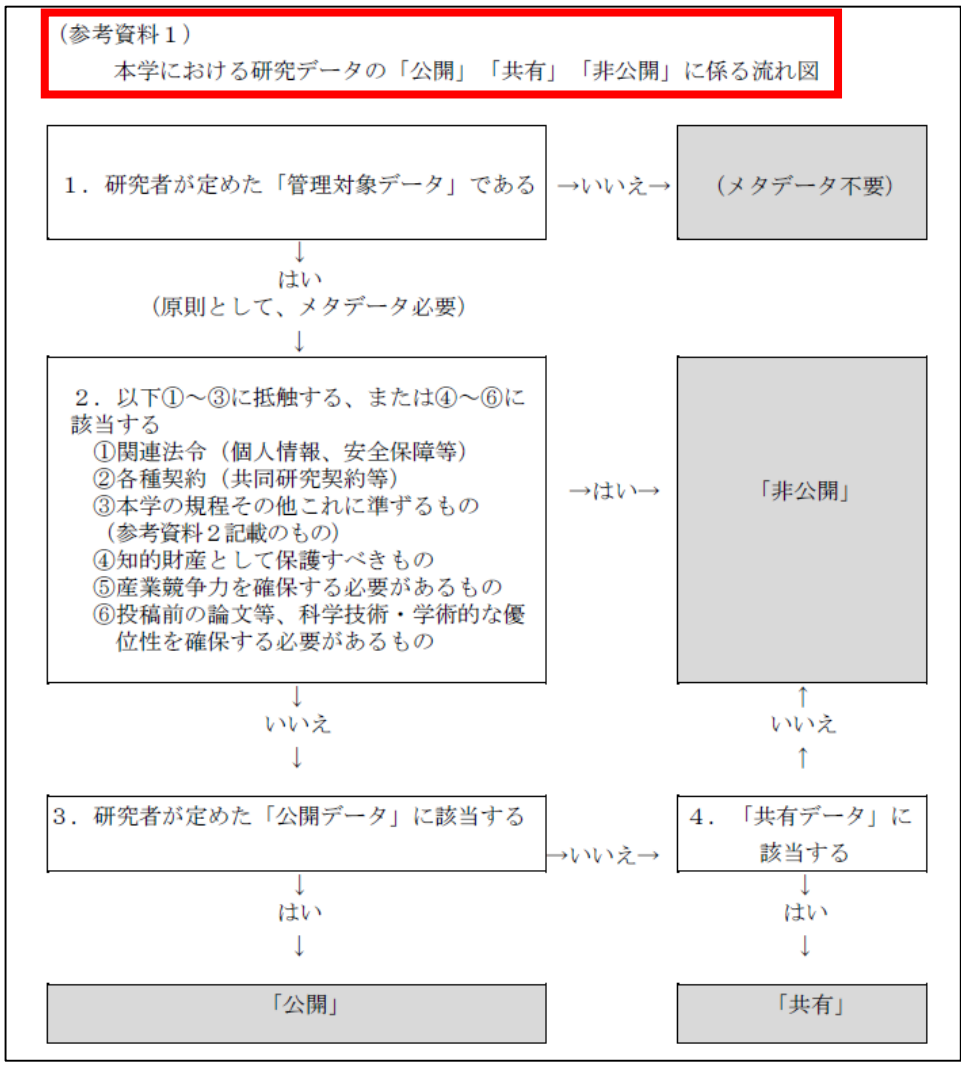 （参考資料１）
本学における研究データの「公開」「共有」「非公開」に係る流れ図
１．研究者が定めた「管理対象データ」である
→いいえ→
（メタデータ不要）
↓
はい
（原則として、メタデータ必要）
↓
２．以下①～③に抵触する、または④～⑥に
該当する
①関連法令（個人情報、安全保障等）
②各種契約（共同研究契約等）
③本学の規程その他これに準ずるもの
（参考資料２記載のもの）
④知的財産として保護すべきもの
⑤産業競争力を確保する必要があるもの
⑥投稿前の論文等、科学技術・学術的な優
位性を確保する必要があるもの
→はい→
「非公開」
↓
いいえ
↓
↑
いいえ
↑
３．研究者が定めた「公開データ」に該当する
→いいえ→
４．「共有データ」に
該当する
↓
はい
↓
↓
はい
↓
「公開」
「共有」